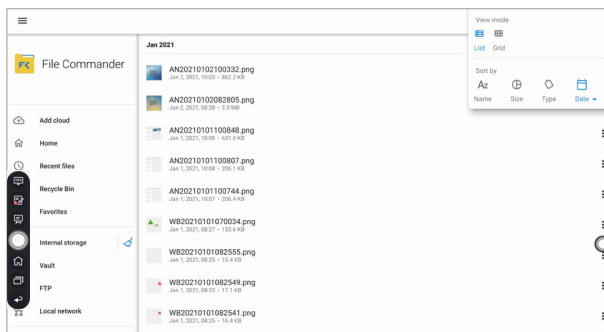 View mode
List Grid
Sort by
Az
Name Size Type Date
File Commander
Add cloud
Home
Recent files
Recycle Bin
Favorites
Internal storage
Vault
FTP
Local network
Jan 2021
AN20210102100332.png
Jan 2, 2021, 10:03 • 862.2 KB
AN20210102082805.png
Jan 2, 2021, 08:28 • 2.0 MB
AN20210101100848.png
Jan 1, 2021, 10:08 • 631.0 KB
AN20210101100807.png
Jan 1, 2021, 10:08 • 206.1 KB
AN20210101100744.png
Jan 1, 2021, 10:07 • 206.4 KB
WB20210101070034.png
Jan 1, 2021, 08:27 • 153.6 KB
WB20210101082555.png
Jan 1, 2021, 08:25 • 10.4 KB
WB20210101082549.png
Jan 1, 2021, 08:25 • 17.1 KB
WB20210101082541.png
Jan 1, 2021, 08:25 • 16.4 KB